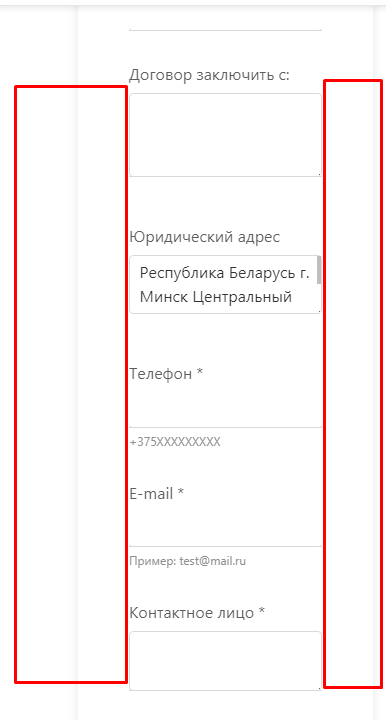 Договор заключить с:
Юридический адрес
Республика Беларусь г.
Минск Центральный
Телефон *
+375XXXXXXXXX
E-mail *
Пример: test@mail.ru
Контактное лицо *